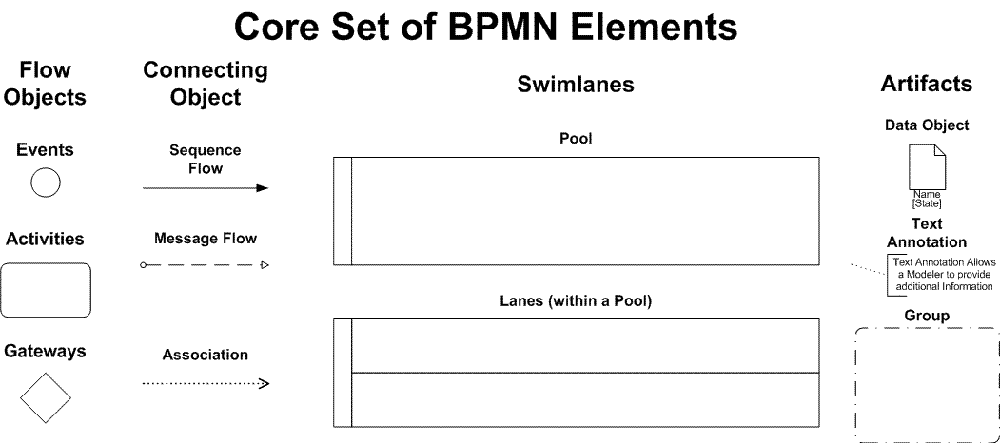 Core Set of BPMN Elements
Flow
Objects
Events
Activities
Gateways
Connecting
Object
Sequence
Flow
Message Flow
Association
Swimlanes
Pool
Lanes (within a Pool)
Artifacts
Data Object
Name
[State]
Text
Annotation
Text Annotation Allows
a Modeler to provide
additional Information
Group